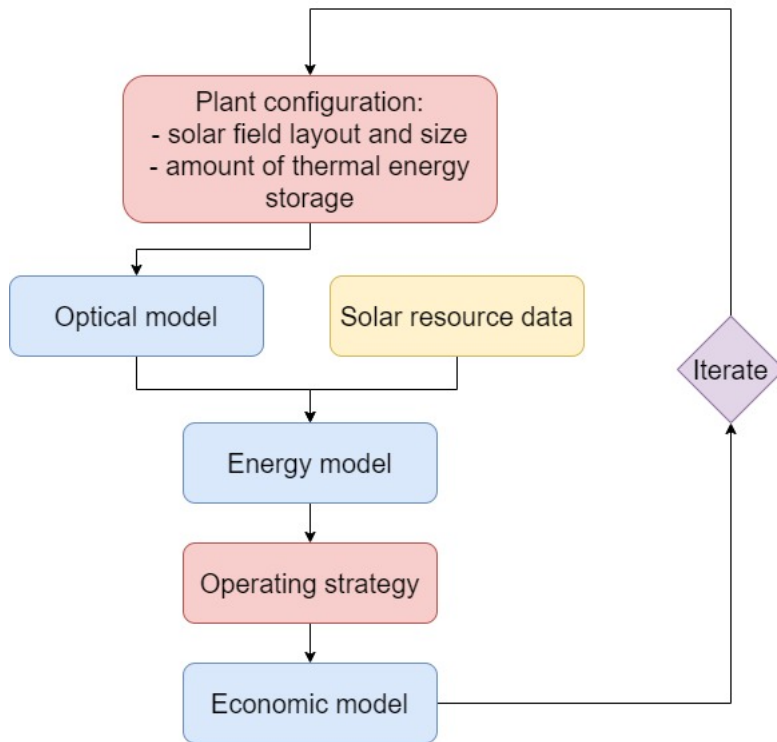 Plant configuration:
- solar field layout and size
- amount of thermal energy
storage
Optical model
Solar resource data
Iterate
Energy model
Operating strategy
Economic model